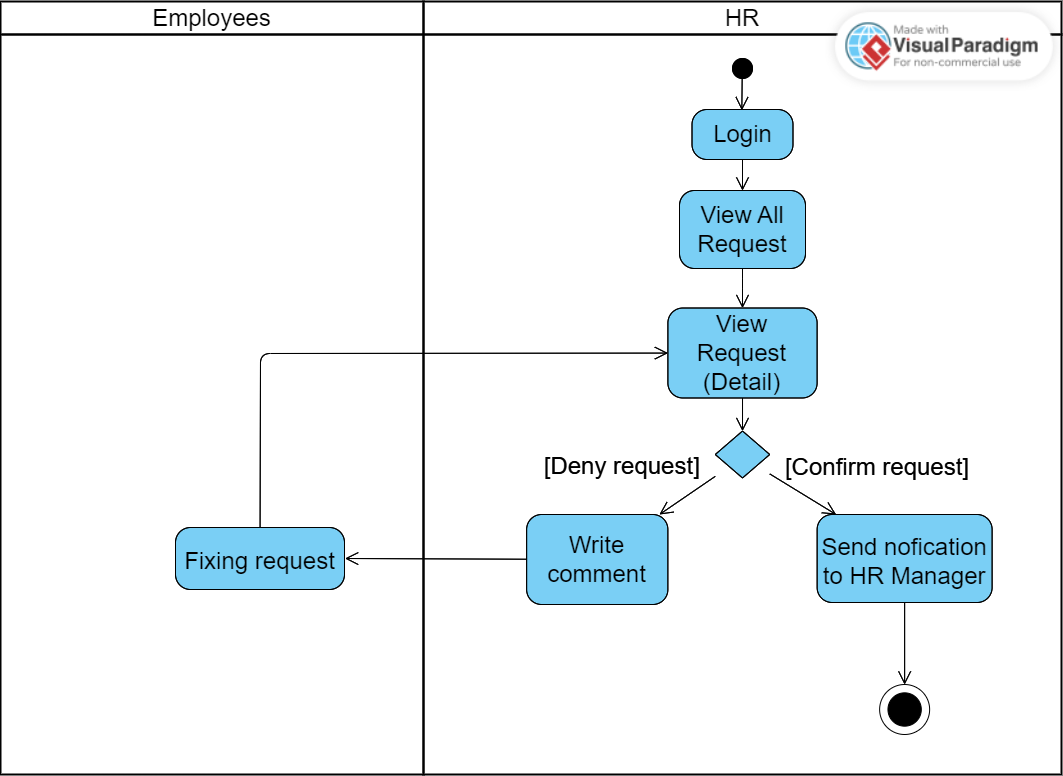 Employees
HR
Made with
Visual Paradigm
For non-commercial use
Login
View All
Request
View
Request
(Detail)
[Deny request]
[Confirm request]
Fixing request
Write
comment
Send nofication
to HR Manager